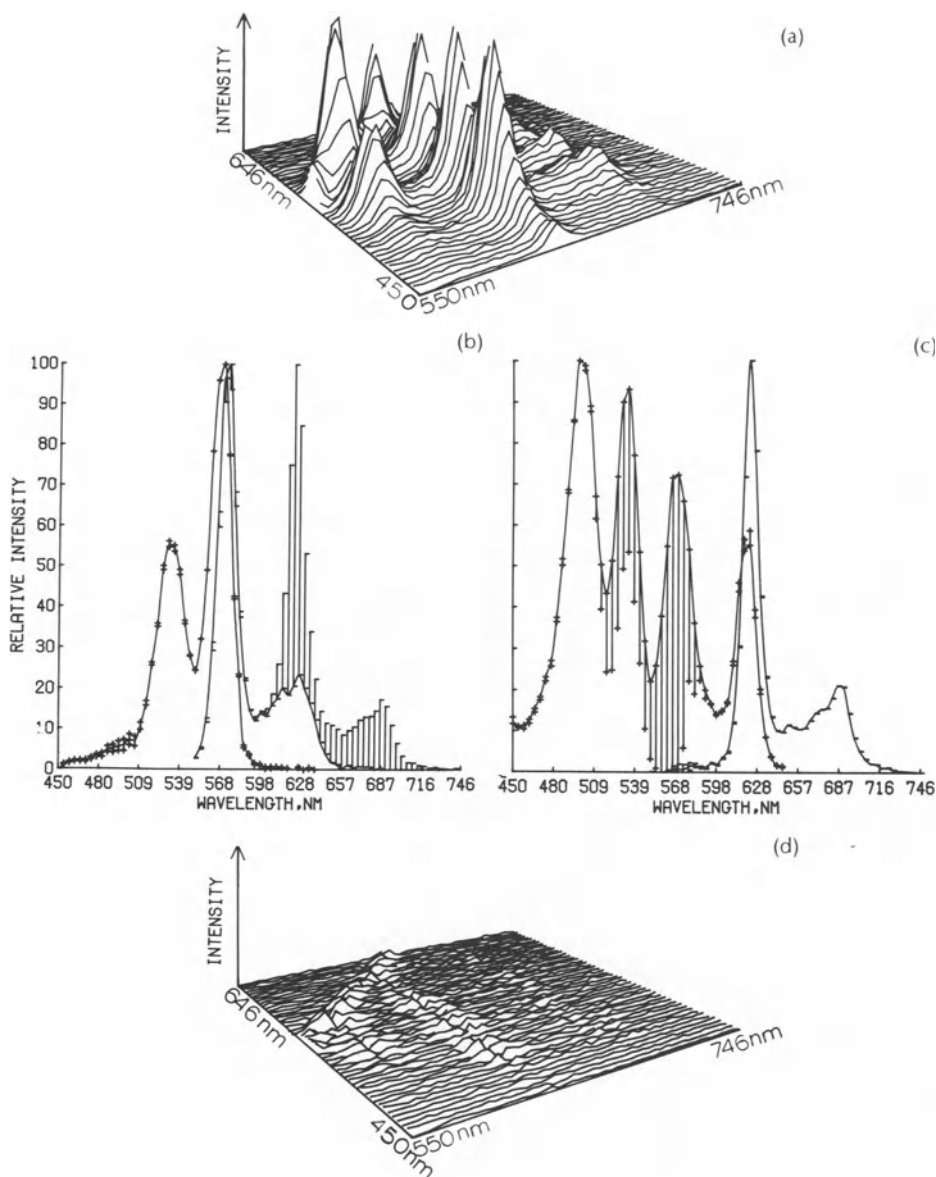 (a)
INTENSITY
646nm
746nm
450
550nm
(b)
(c)
100
90
80
70
60
50
40
30
20
10
0
RELATIVE INTENSITY
450 480 509 539 568 598 628 657 687 716 746
WAVELENGTH,NM
450 480 509 539 568 598 628 657 687 716 746
WAVELENGTH,NM
(d)
INTENSITY
646nm
746nm
450nm
550nm